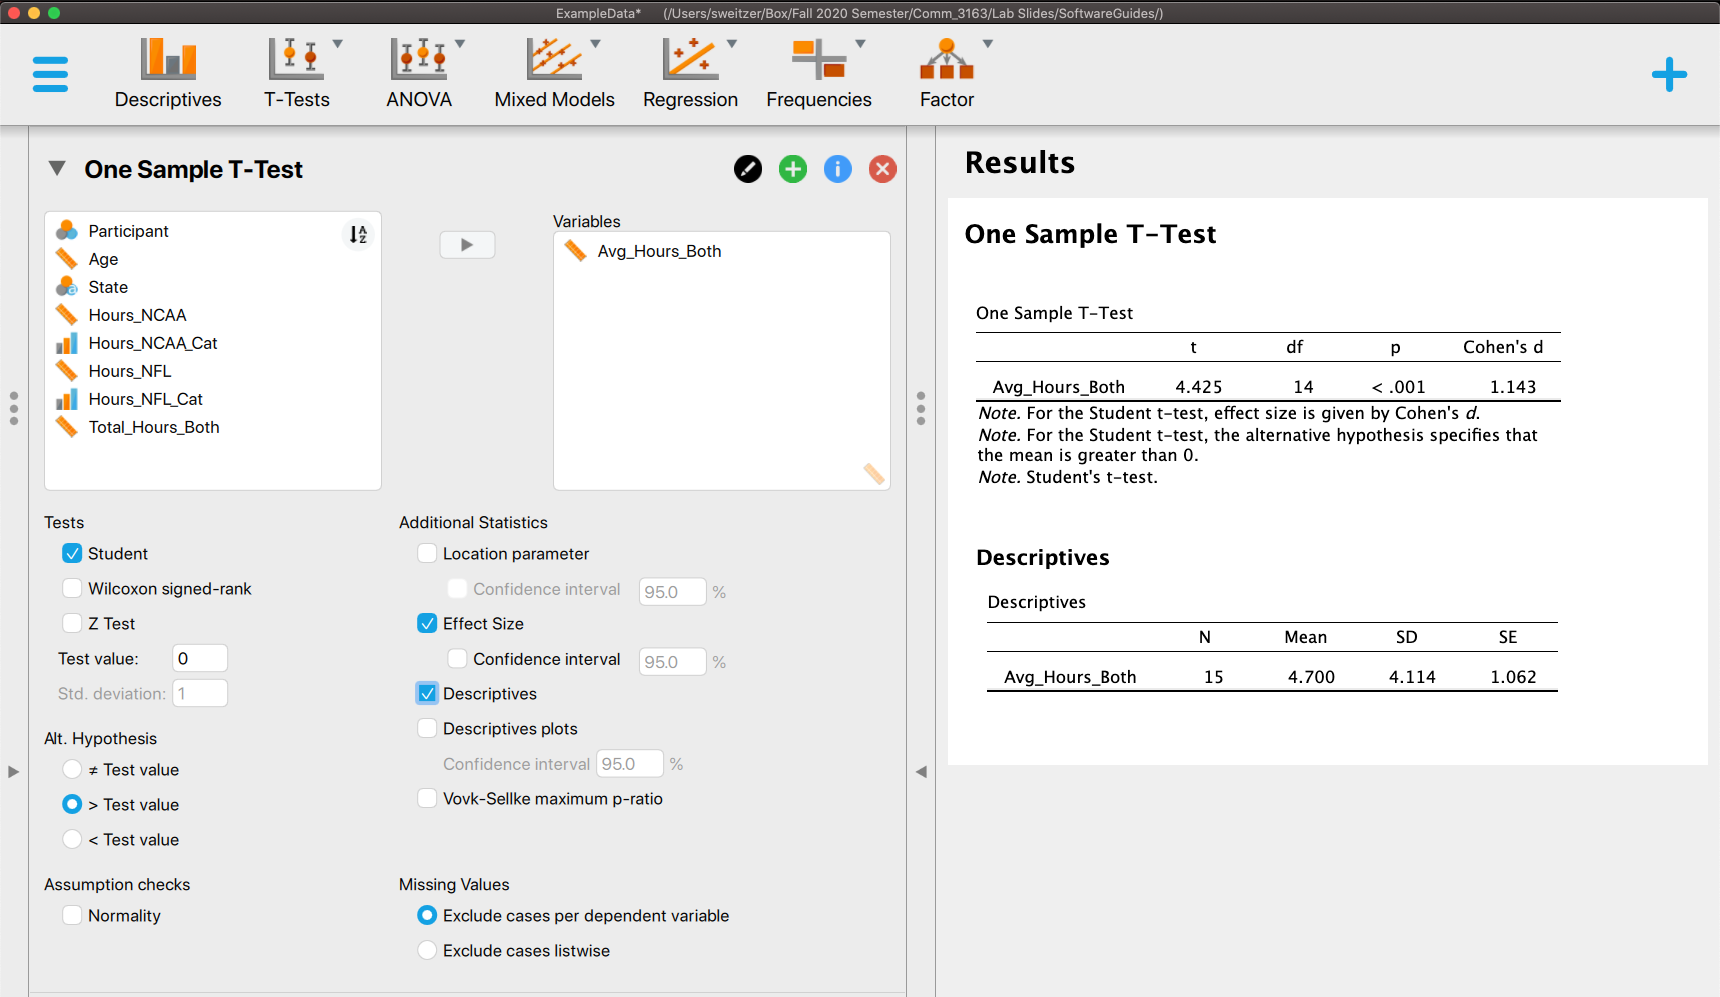 ExampleData* (/Users/sweitzer/Box/Fall 2020 Semester/Comm_3163/Lab Slides/SoftwareGuides/)
Descriptives T-Tests ANOVA Mixed Models Regression Frequencies Factor
One Sample T-Test
Participant
Age
State
Hours_NCAA
Hours_NCAA_Cat
Hours_NFL
Hours_NFL_Cat
Total_Hours_Both
Variables
Avg_Hours_Both
Tests
Student
Wilcoxon signed-rank
Z Test
Test value: 0
Std. deviation: 1
Alt. Hypothesis
≠ Test value
> Test value
< Test value
Assumption checks
Normality
Additional Statistics
Location parameter
Confidence interval 95.0 %
Effect Size
Confidence interval 95.0 %
Descriptives
Descriptives plots
Confidence interval 95.0 %
Vovk-Sellke maximum p-ratio
Missing Values
Exclude cases per dependent variable
Exclude cases listwise
Results
One Sample T-Test
One Sample T-Test
t df p Cohen's d
Avg_Hours_Both 4.425 14 < .001 1.143
Note. For the Student t-test, effect size is given by Cohen's d.
Note. For the Student t-test, the alternative hypothesis specifies that
the mean is greater than 0.
Note. Student's t-test.
Descriptives
Descriptives
N Mean SD SE
Avg_Hours_Both 15 4.700 4.114 1.062